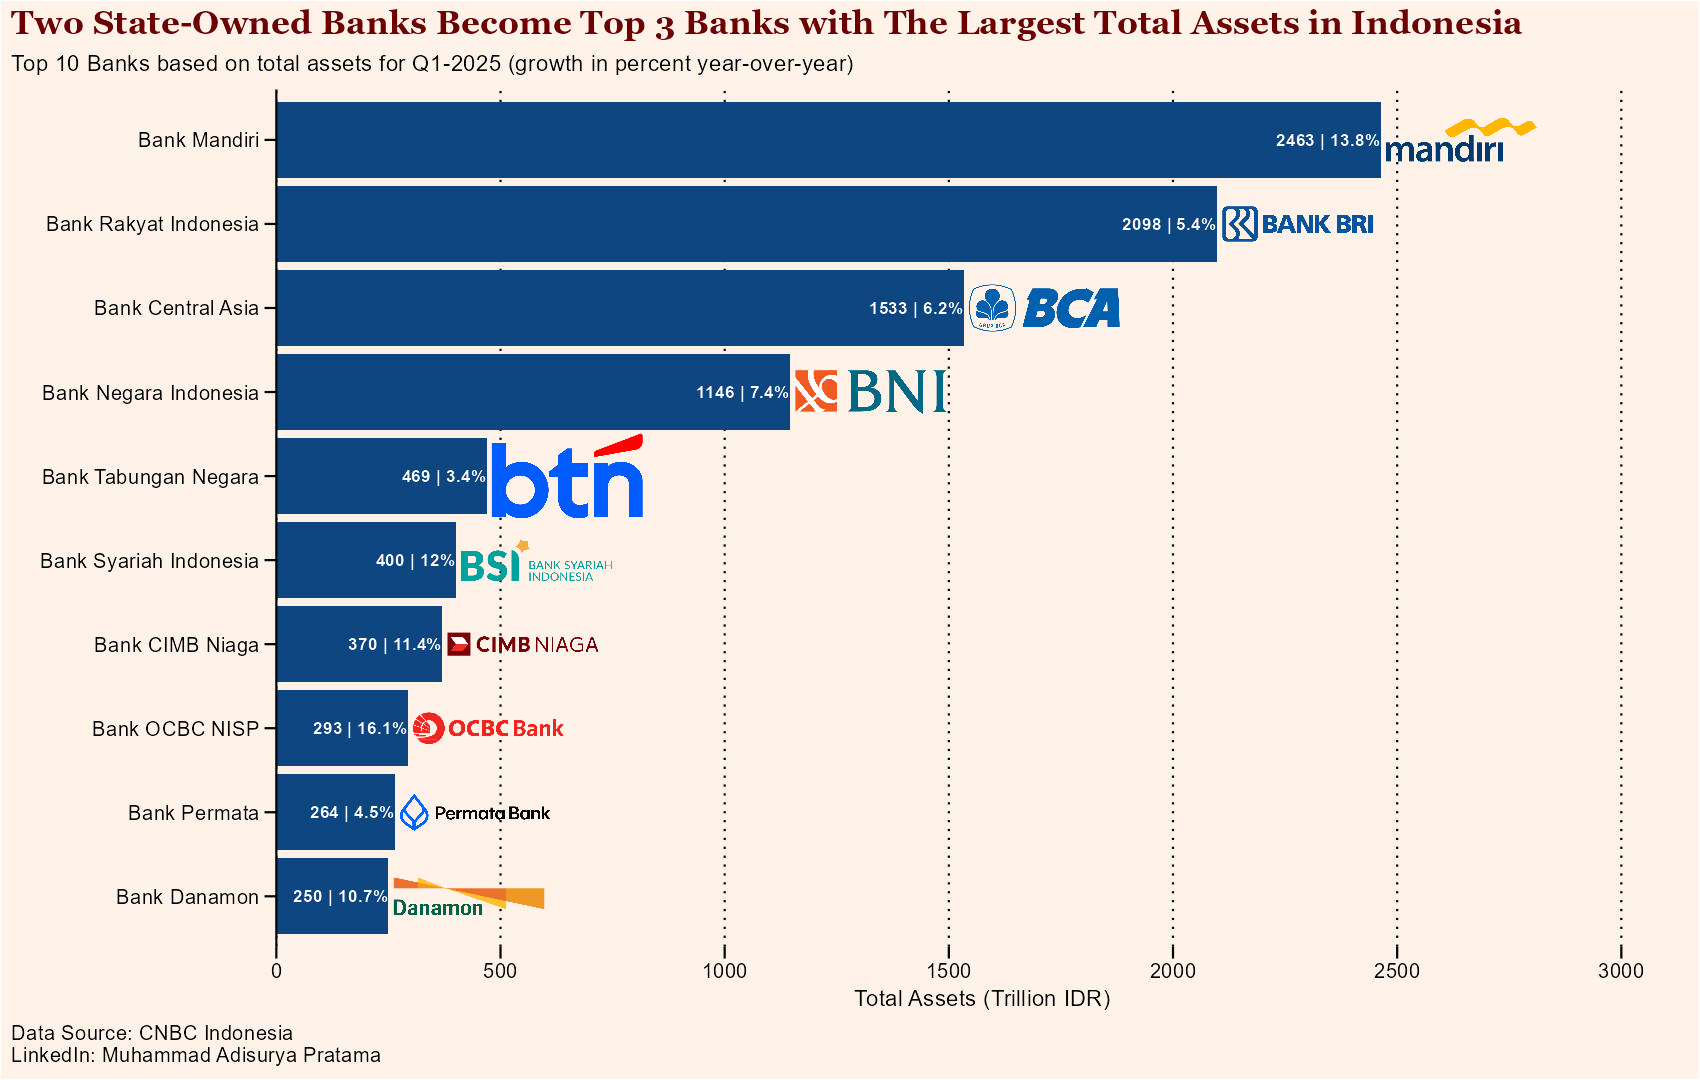 Two State-Owned Banks Become Top 3 Banks with The Largest Total Assets in Indonesia
Top 10 Banks based on total assets for Q1-2025 (growth in percent year-over-year)
Bank Mandiri
2463 | 13.8%
mandiri
Bank Rakyat Indonesia
2098 | 5.4%
BANK BRI
Bank Central Asia
1533 | 6.2%
GRUP BCA
BCA
Bank Negara Indonesia
1146 | 7.4%
BNI
Bank Tabungan Negara
469 | 3.4%
btn
Bank Syariah Indonesia
400 | 12%
BSI
BANK SYARIAH
INDONESIA
Bank CIMB Niaga
370 | 11.4%
CIMB NIAGA
Bank OCBC NISP
293 | 16.1%
OCBC Bank
Bank Permata
264 | 4.5%
Permata Bank
Bank Danamon
250 | 10.7%
Danamon
0 500 1000 1500 2000 2500 3000
Total Assets (Trillion IDR)
Data Source: CNBC Indonesia
LinkedIn: Muhammad Adisurya Pratama